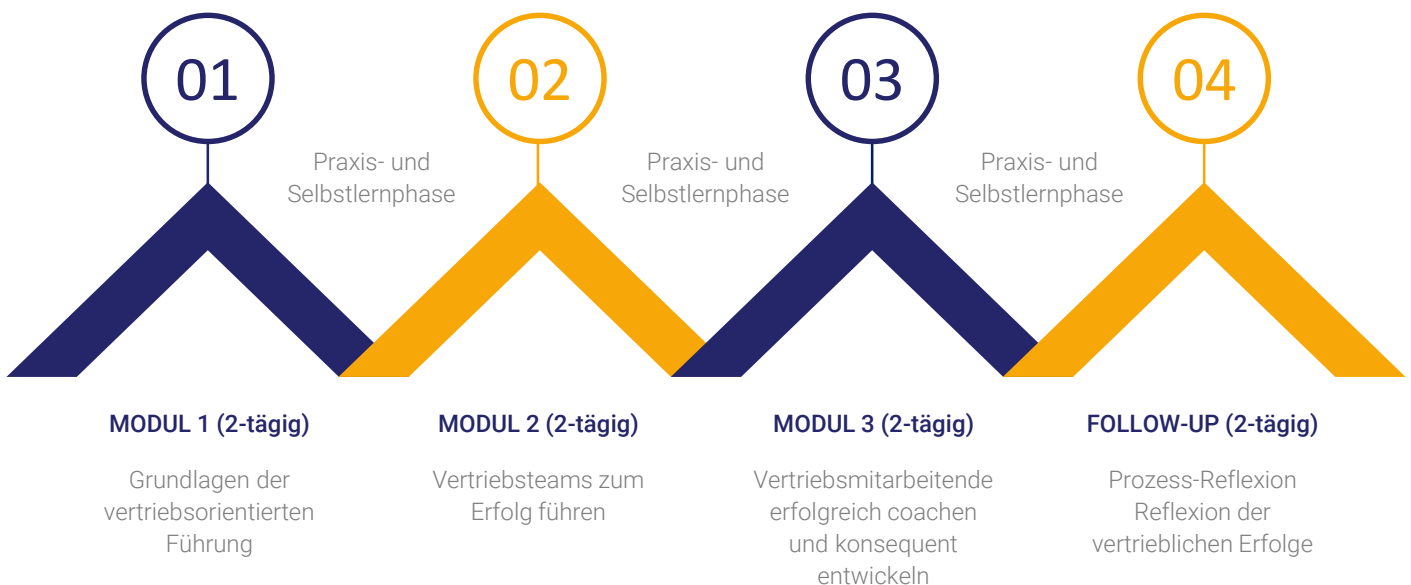 01
02
03
04
Praxis- und
Selbstlernphase
Praxis- und
Selbstlernphase
Praxis- und
Selbstlernphase
MODUL 1 (2-tägig)
Grundlagen der
vertriebsorientierten
Führung
MODUL 2 (2-tägig)
Vertriebsteams zum
Erfolg führen
MODUL 3 (2-tägig)
Vertriebsmitarbeitende
erfolgreich coachen
und konsequent
entwickeln
FOLLOW-UP (2-tägig)
Prozess-Reflexion
Reflexion der
vertrieblichen Erfolge